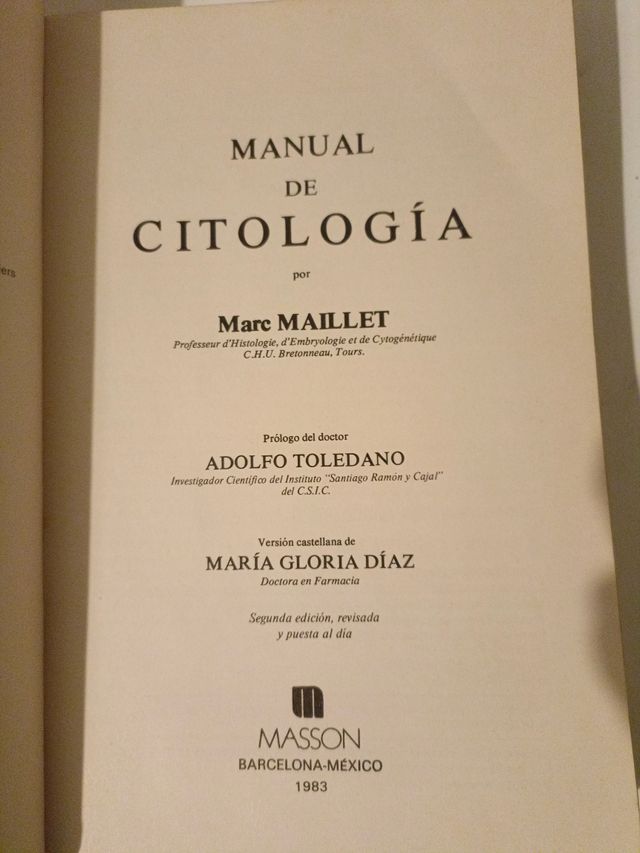 ers
MANUAL
DE
CITOLOGÍA
por
Marc MAILLET
Professeur d'Histologie, d'Embryologie et de Cytogénétique
C.H.U. Bretonneau, Tours.
Prólogo del doctor
ADOLFO TOLEDANO
Investigador Científico del Instituto "Santiago Ramón y Cajal"
del C.S.I.C.
Versión castellana de
MARÍA GLORIA DÍAZ
Doctora en Farmacia
Segunda edición, revisada
y puesta al día
m
MASSON
BARCELONA-MÉXICO
1983